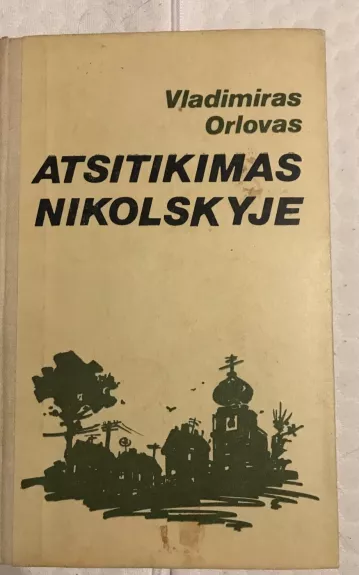 Vladimiras
Orlovas
ATSITIKIMAS
NIKOLSKYJE